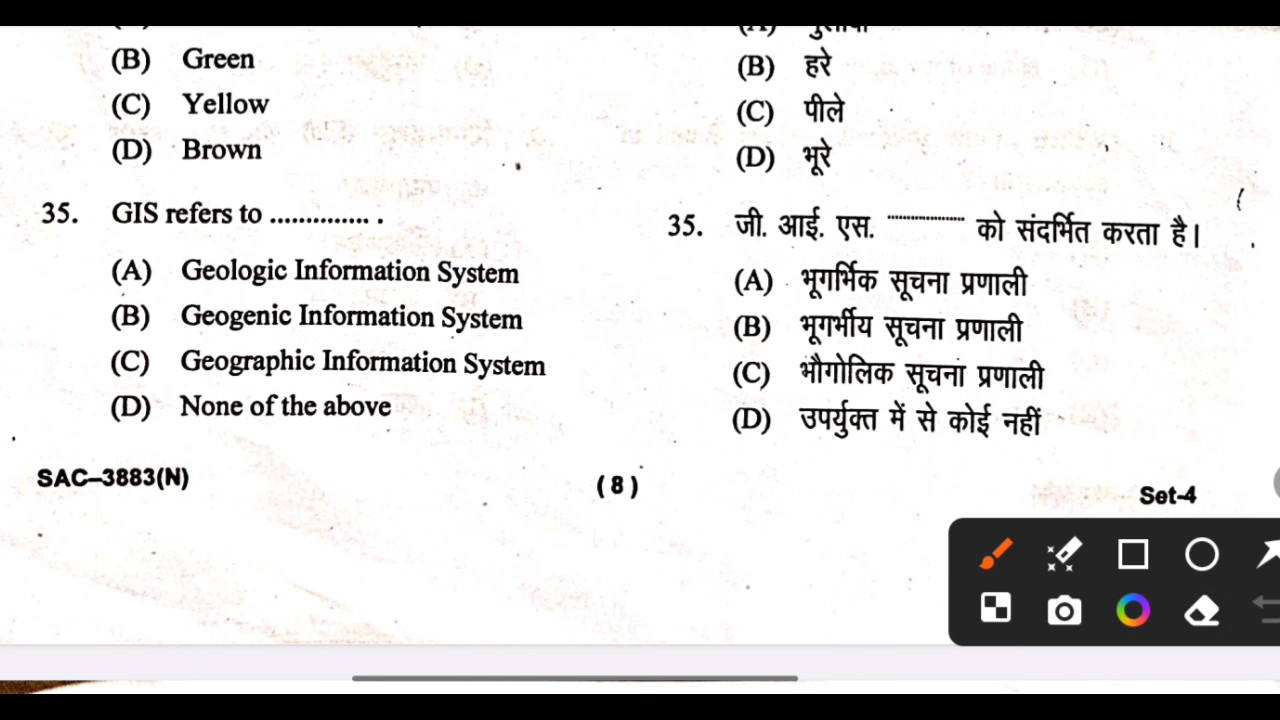 (B) Green
(C) Yellow
(D) Brown
35. GIS refers to ............... .
(A) Geologic Information System
(B) Geogenic Information System
(C) Geographic Information System
(D) None of the above
(B) हरे
(C) पीले
(D) भूरे
35. जी. आई. एस. .................... को संदर्भित करता है।
(A) भूगर्भिक सूचना प्रणाली
(B) भूगर्भीय सूचना प्रणाली
(C) भौगोलिक सूचना प्रणाली
(D) उपर्युक्त में से कोई नहीं
SAC–3883(N) ( 8 ) Set-4